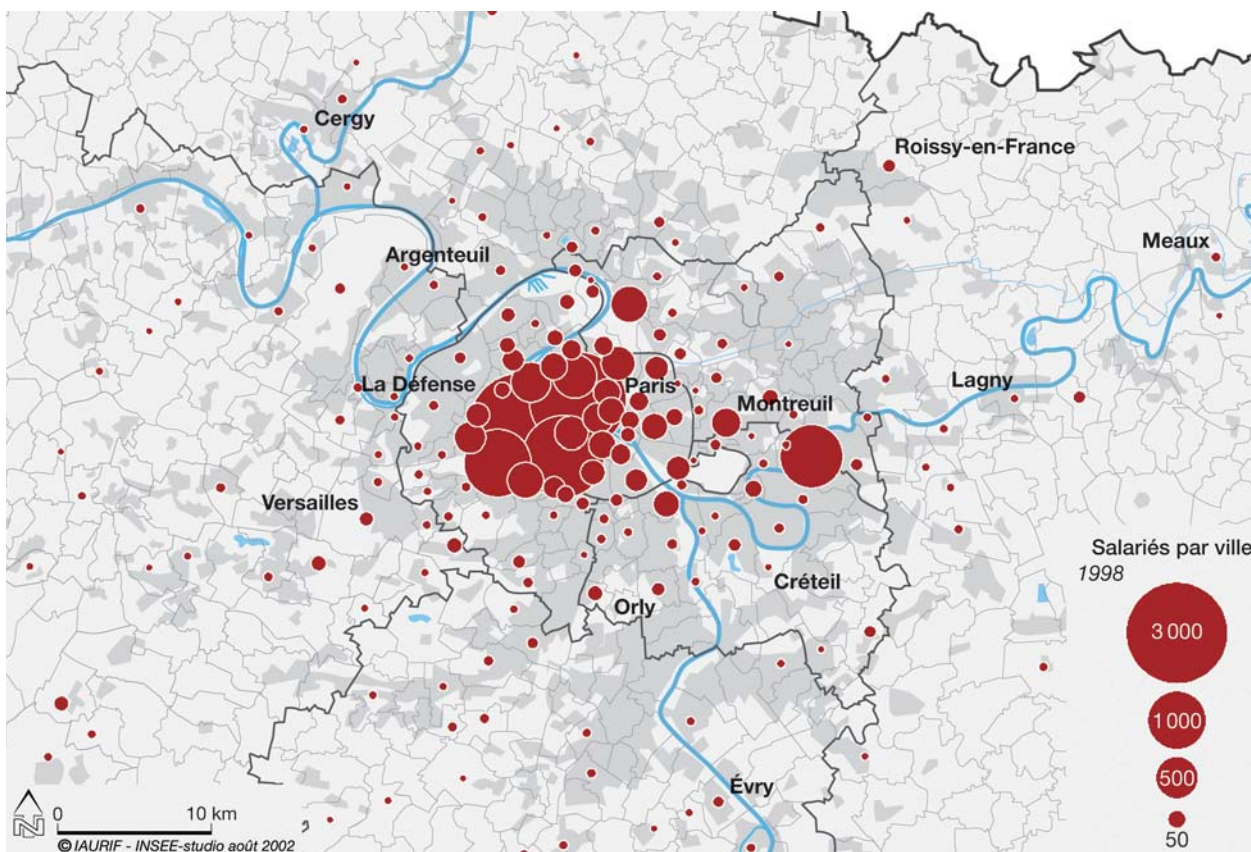 Cergy
Roissy-en-France
Meaux
Argenteuil
La Défense
Paris
Lagny
Montreuil
Versailles
Créteil
Orly
Évry
Salariés par ville
1998
3 000
1 000
500
50
N
0 10 km
© IAURIF - INSEE-studio août 2002